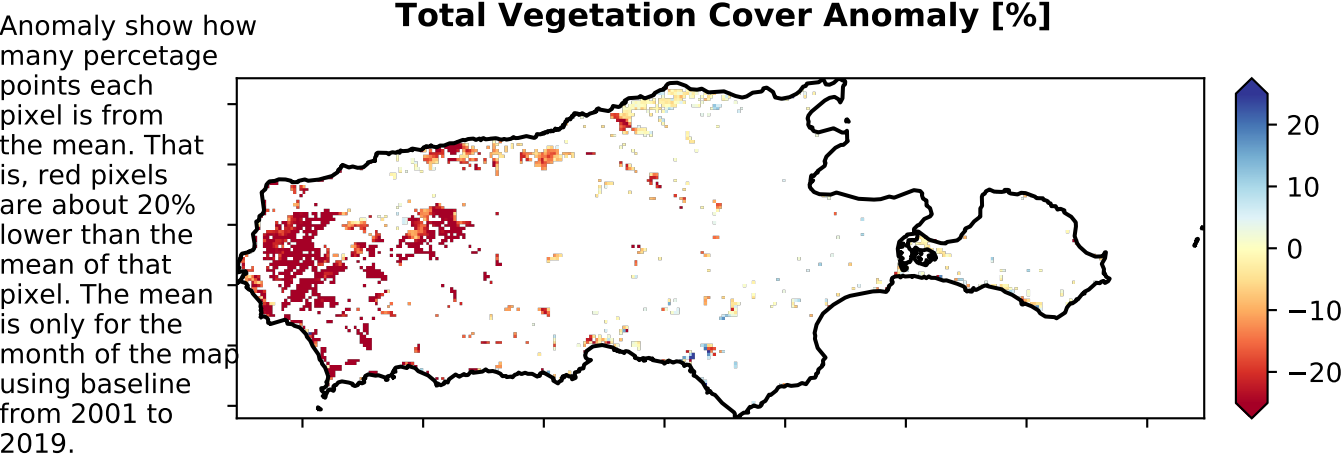 Total Vegetation Cover Anomaly [%]
Anomaly show how
many percetage
points each
pixel is from
the mean. That
is, red pixels
are about 20%
lower than the
mean of that
pixel. The mean
is only for the
month of the map
using baseline
from 2001 to
2019.
20
10
0
−10
−20